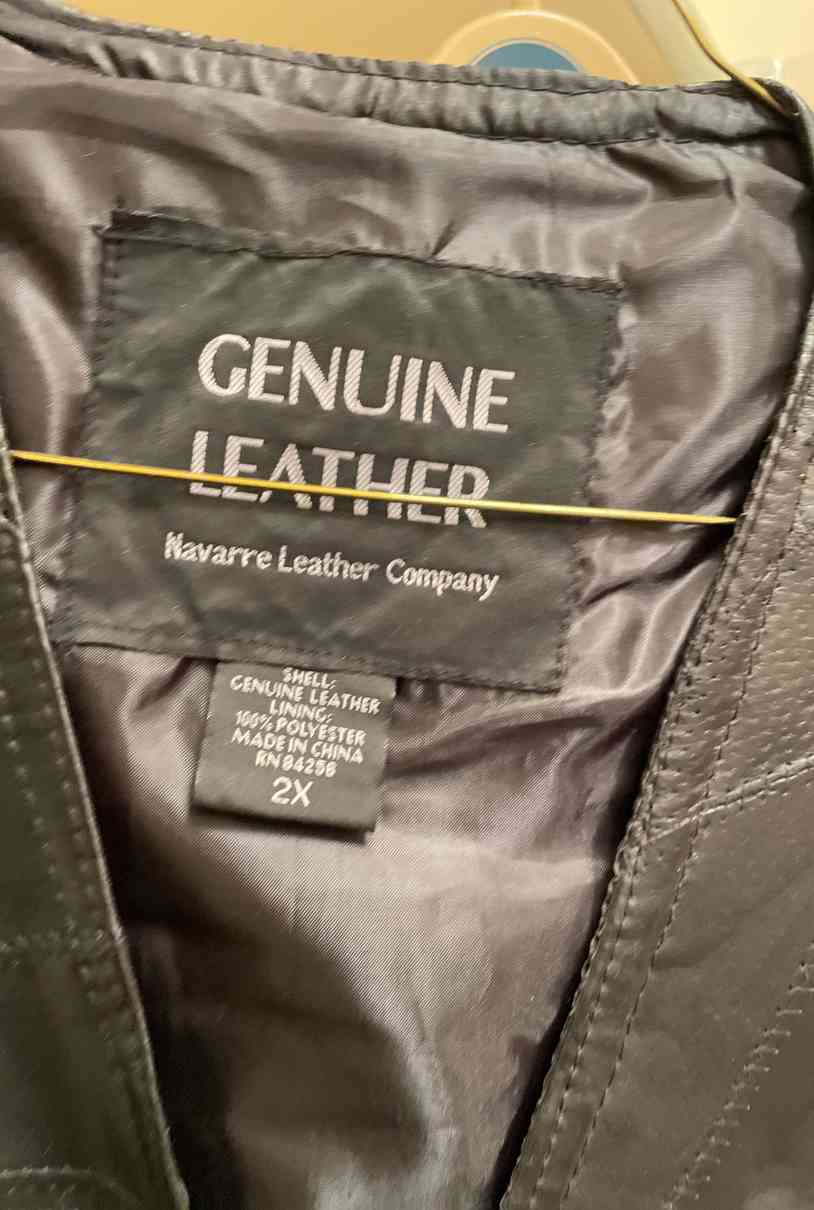 GENUINE
LEATHER
Navarre Leather Company
SHELL:
GENUINE LEATHER
LINING:
100% POLYESTER
MADE IN CHINA
RN 84258
2X